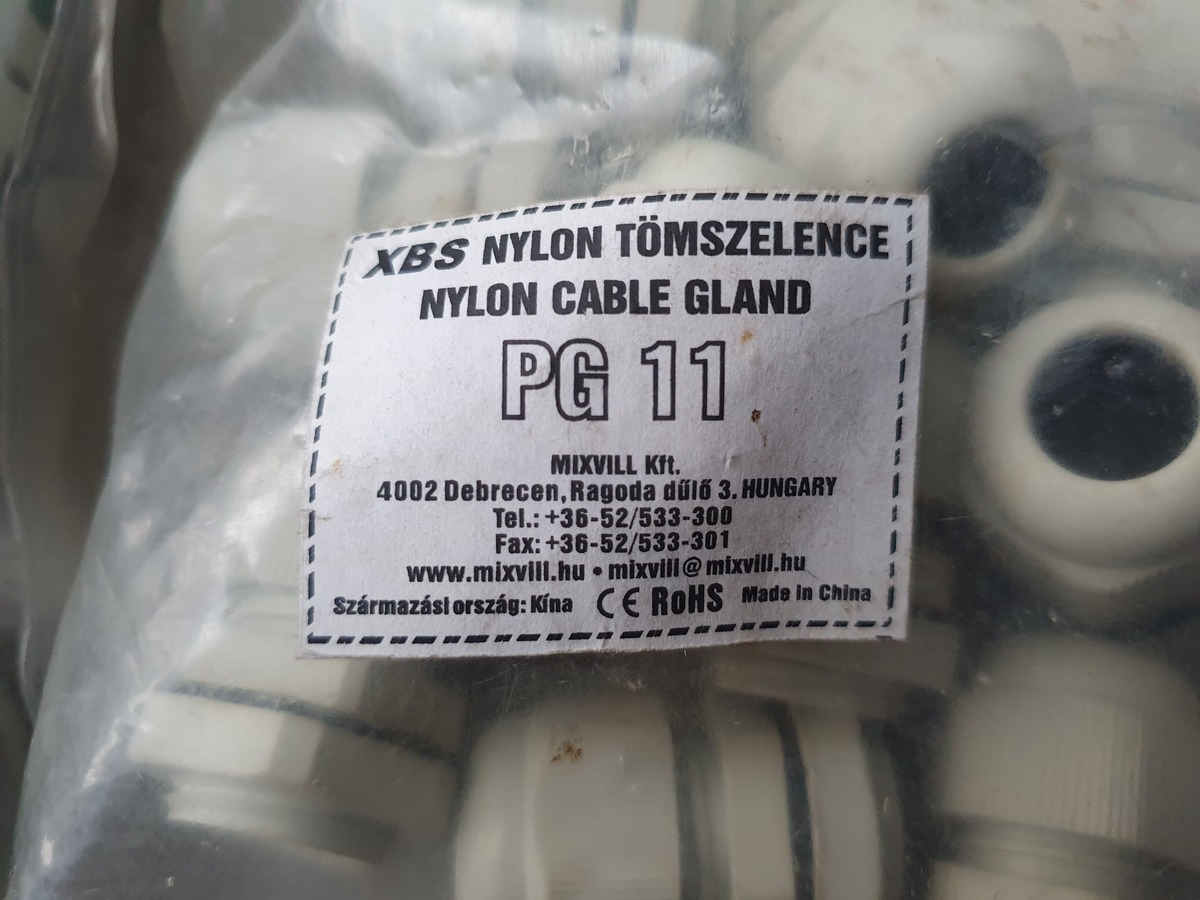 XBS NYLON TÖMSZELENCE
NYLON CABLE GLAND
PG 11
MIXVILL Kft.
4002 Debrecen, Ragoda dűlő 3. HUNGARY
Tel.: +36-52/533-300
Fax: +36-52/533-301
www.mixvill.hu • mixvill@mixvill.hu
Származási ország: Kína CE RoHS Made in China